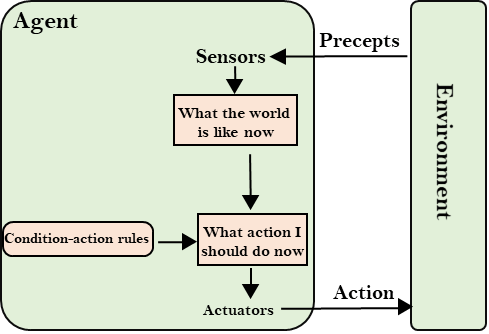 Agent
Precepts
Sensors
What the world
is like now
Environment
Condition-action rules
What action I
should do now
Action
Actuators